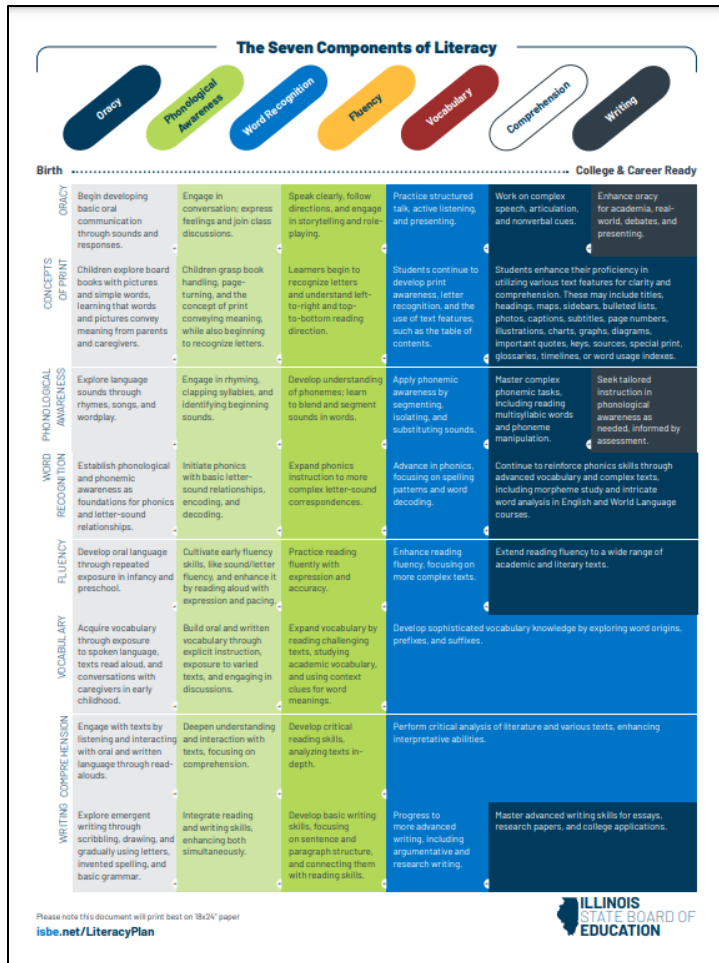 The Seven Components of Literacy
Oracy
Phonological
Awareness
Word Recognition
Fluency
Vocabulary
Comprehension
Writing
Birth
College & Career Ready
ORACY
Begin developing
basic oral
communication
through sounds and
responses.
Engage in
conversation; express
feelings and join class
discussions.
Speak clearly, follow
directions, and engage
in storytelling and role-
playing.
Practice structured
talk, active listening,
and presenting.
Work on complex
speech, articulation,
and nonverbal cues.
Enhance oracy
for academia, real-
world, debates, and
presenting.
CONCEPTS
OF PRINT
Children explore board
books with pictures
and simple words,
learning that words
and pictures convey
meaning from parents
and caregivers.
Children grasp book
handling, page-
turning, and the
concept of print
conveying meaning,
while also beginning
to recognize letters.
Learners begin to
recognize letters
and understand left-
to-right and top-
to-bottom reading
direction.
Students continue to
develop print
awareness, letter
recognition, and the
use of text features,
such as the table of
contents.
Students enhance their proficiency in
utilizing various text features for clarity and
comprehension. These may include titles,
headings, maps, sidebars, bulleted lists,
photos, captions, subtitles, page numbers,
illustrations, charts, graphs, diagrams,
important quotes, keys, sources, special print,
glossaries, timelines, or word usage indexes.
PHONOLOGICAL
AWARENESS
Explore language
sounds through
rhymes, songs, and
wordplay.
Engage in rhyming,
clapping syllables, and
identifying beginning
sounds.
Develop understanding
of phonemes; learn
to blend and segment
sounds in words.
Apply phonemic
awareness by
segmenting,
isolating, and
substituting sounds.
Master complex
phonemic tasks,
including reading
multisyllabic words
and phoneme
manipulation.
Seek tailored
instruction in
phonological
awareness as
needed, informed by
assessment.
WORD
RECOGNITION
Establish phonological
and phonemic
awareness as
foundations for phonics
and letter-sound
relationships.
Initiate phonics
with basic letter-
sound relationships,
encoding, and
decoding.
Expand phonics
instruction to more
complex letter-sound
correspondences.
Advance in phonics,
focusing on spelling
patterns and word
decoding.
Continue to reinforce phonics skills through
advanced vocabulary and complex texts,
including morpheme study and intricate
word analysis in English and World Language
courses.
FLUENCY
Develop oral language
through repeated
exposure in infancy and
preschool.
Cultivate early fluency
skills, like sound/letter
fluency, and enhance it
by reading aloud with
expression and pacing.
Practice reading
fluently with
expression and
accuracy.
Enhance reading
fluency, focusing on
more complex texts.
Extend reading fluency to a wide range of
academic and literary texts.
VOCABULARY
Acquire vocabulary
through exposure
to spoken language,
texts read aloud, and
conversations with
caregivers in early
childhood.
Build oral and written
vocabulary through
explicit instruction,
exposure to varied
texts, and engaging in
discussions.
Expand vocabulary by
reading challenging
texts, studying
academic vocabulary,
and using context
clues for word
meanings.
Develop sophisticated vocabulary knowledge by exploring word origins,
prefixes, and suffixes.
COMPREHENSION
Engage with texts by
listening and interacting
with oral and written
language through read-
alouds.
Deepen understanding
and interaction with
texts, focusing on
comprehension.
Develop critical
reading skills,
analyzing texts in-
depth.
Perform critical analysis of literature and various texts, enhancing
interpretative abilities.
WRITING
Explore emergent
writing through
scribbling, drawing, and
gradually using letters,
invented spelling, and
basic grammar.
Integrate reading
and writing skills,
enhancing both
simultaneously.
Develop basic writing
skills, focusing
on sentence and
paragraph structure,
and connecting them
with reading skills.
Progress to
more advanced
writing, including
argumentative and
research writing.
Master advanced writing skills for essays,
research papers, and college applications.
Please note this document will print best on 18x24" paper
isbe.net/LiteracyPlan
ILLINOIS
STATE BOARD OF
EDUCATION